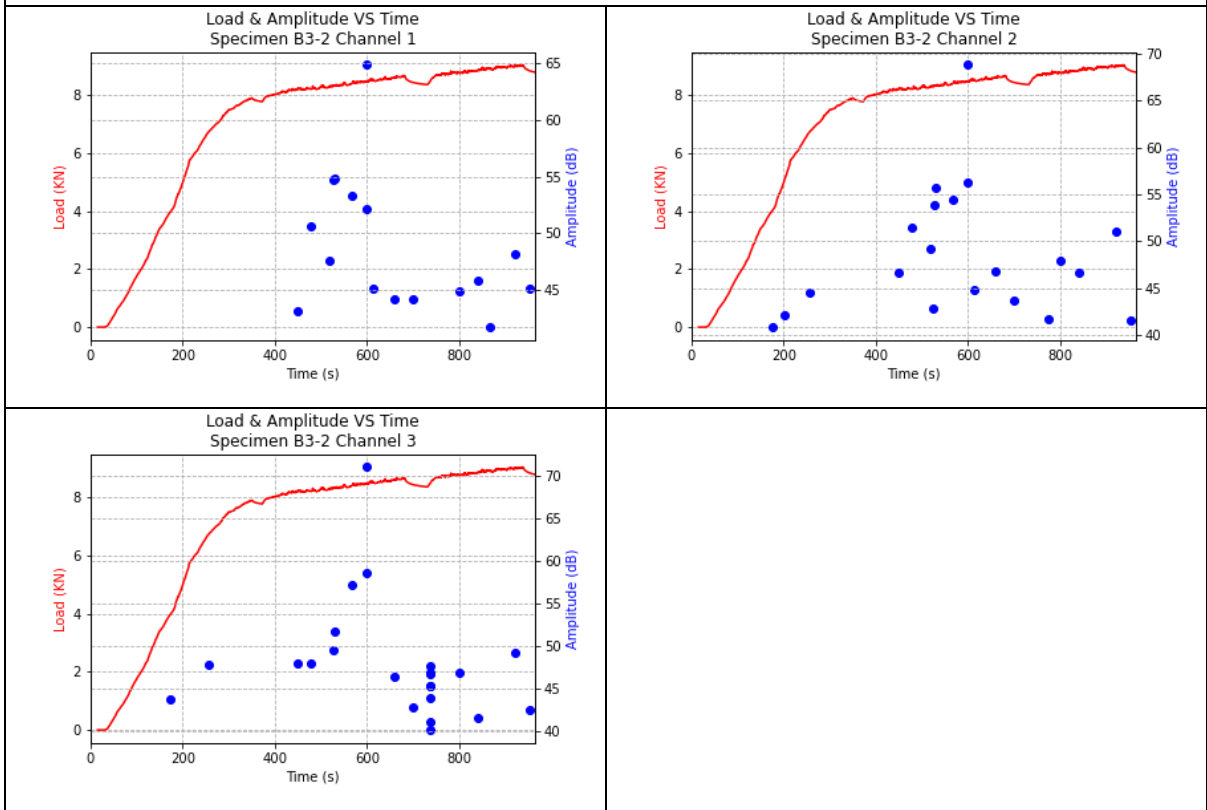 Load & Amplitude VS Time
Specimen B3-2 Channel 1
Load (KN)
8
6
4
2
0
65
60
55
50
45
Amplitude (dB)
0 200 400 600 800
Time (s)
Load & Amplitude VS Time
Specimen B3-2 Channel 2
Load (KN)
8
6
4
2
0
70
65
60
55
50
45
40
Amplitude (dB)
0 200 400 600 800
Time (s)
Load & Amplitude VS Time
Specimen B3-2 Channel 3
Load (KN)
8
6
4
2
0
70
65
60
55
50
45
40
Amplitude (dB)
0 200 400 600 800
Time (s)